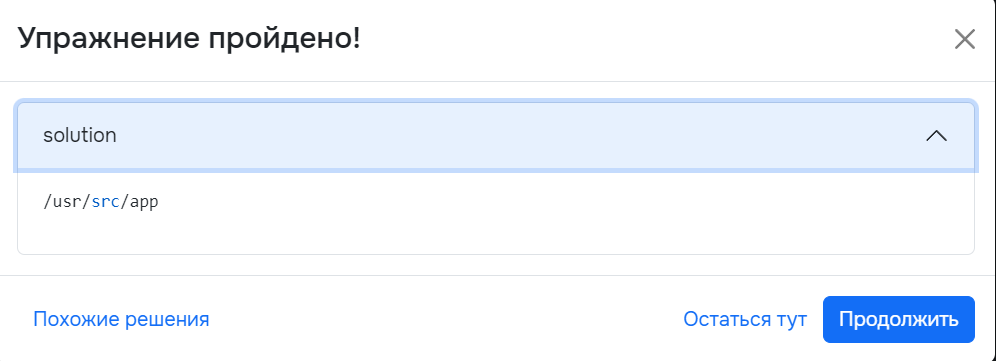 Упражнение пройдено!
solution
/usr/src/app
Похожие решения
Остаться тут
Продолжить